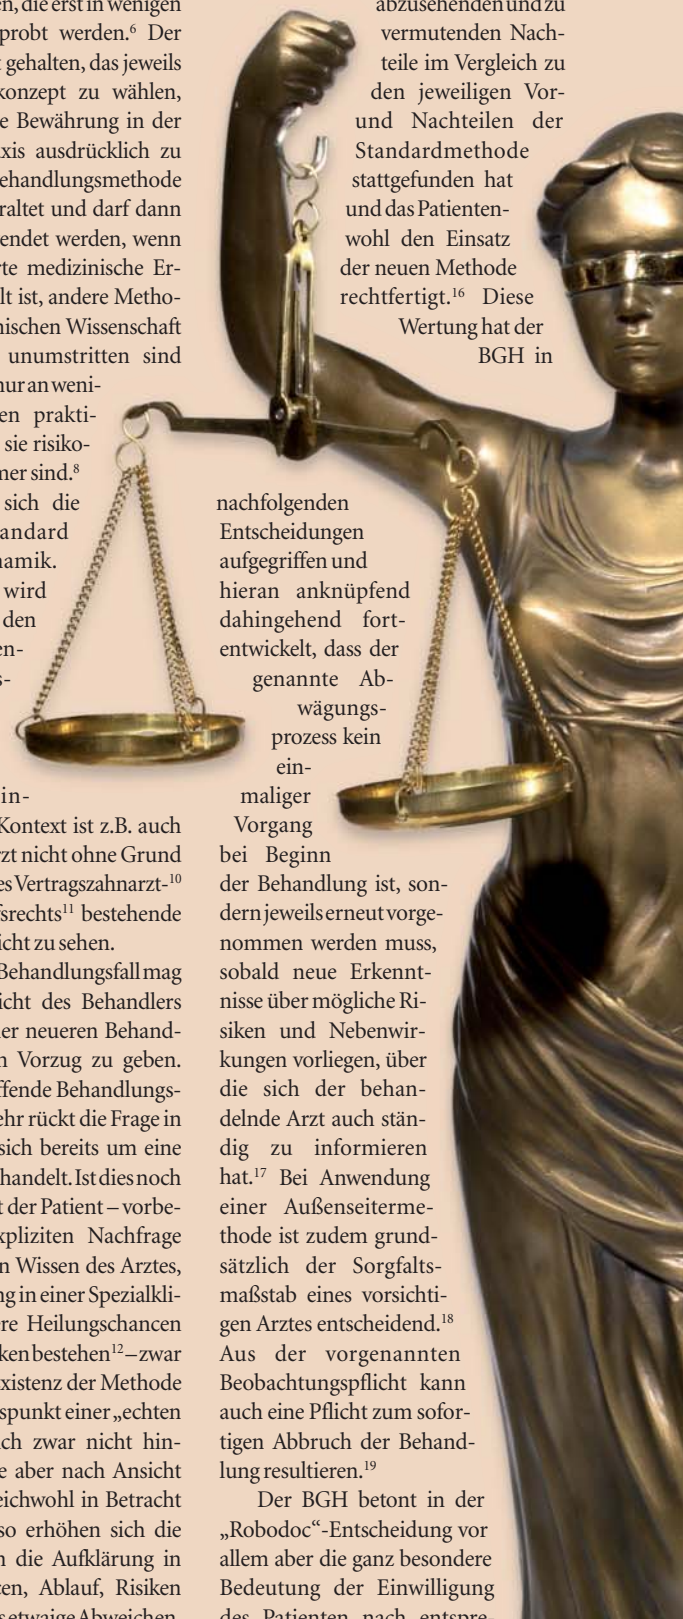 en, die erst in wenigen
probt werden.⁶ Der
gehalten, das jeweils
konzept zu wählen,
e Bewährung in der
xis ausdrücklich zu
ehandlungsmethode
raltet und darf dann
endet werden, wenn
rte medizinische Er-
lt ist, andere Metho-
nischen Wissenschaft
unumstritten sind
nur an weni-
en prakti-
sie risiko-
mer sind.⁸
sich die
andard
namik.
wird
den
en-
s-
in-
Kontext ist z.B. auch
rzt nicht ohne Grund
es Vertragszahnarzt-¹⁰
fsrechts¹¹ bestehende
icht zu sehen.
Behandlungsfall mag
icht des Behandlers
er neueren Behand-
n Vorzug zu geben.
ffende Behandlungs-
ehr rückt die Frage in
sich bereits um eine
handelt. Ist dies noch
t der Patient – vorbe-
xpliziten Nachfrage
n Wissen des Arztes,
ng in einer Spezialkli-
re Heilungschancen
ken bestehen¹² – zwar
xistenz der Methode
spunkt einer „echten
ich zwar nicht hin-
e aber nach Ansicht
eichwohl in Betracht
so erhöhen sich die
n die Aufklärung in
en, Ablauf, Risiken
s etwaige Abweichen
abzusehenden und zu
vermutenden Nach-
teile im Vergleich zu
den jeweiligen Vor-
und Nachteilen der
Standardmethode
stattgefunden hat
und das Patienten-
wohl den Einsatz
der neuen Methode
rechtfertigt.¹⁶ Diese
Wertung hat der
BGH in
nachfolgenden
Entscheidungen
aufgegriffen und
hieran anknüpfend
dahingehend fort-
entwickelt, dass der
genannte Ab-
wägungs-
prozess kein
ein-
maliger
Vorgang
bei Beginn
der Behandlung ist, son-
dern jeweils erneut vorge-
nommen werden muss,
sobald neue Erkennt-
nisse über mögliche Ri-
siken und Nebenwir-
kungen vorliegen, über
die sich der behan-
delnde Arzt auch stän-
dig zu informieren
hat.¹⁷ Bei Anwendung
einer Außenseiterme-
thode ist zudem grund-
sätzlich der Sorgfalts-
maßstab eines vorsichti-
gen Arztes entscheidend.¹⁸
Aus der vorgenannten
Beobachtungspflicht kann
auch eine Pflicht zum sofor-
tigen Abbruch der Behand-
lung resultieren.¹⁹
Der BGH betont in der
„Robodoc“-Entscheidung vor
allem aber die ganz besondere
Bedeutung der Einwilligung
des Patienten nach entspre-